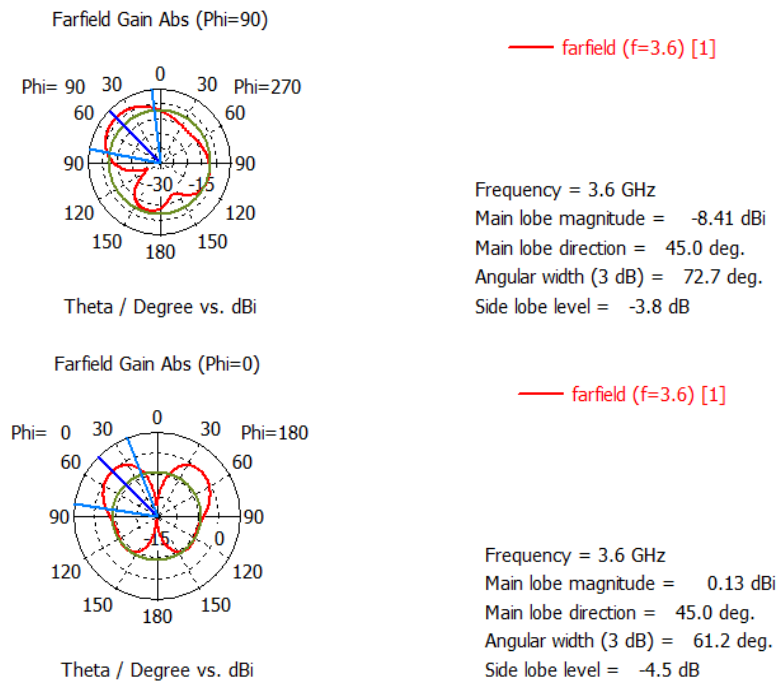 Farfield Gain Abs (Phi=90)
farfield (f=3.6) [1]
Phi= 90 30 0 30 Phi=270
60 60
90 -30 -15 90
120 120
150 180 150
Theta / Degree vs. dBi
Frequency = 3.6 GHz
Main lobe magnitude = -8.41 dBi
Main lobe direction = 45.0 deg.
Angular width (3 dB) = 72.7 deg.
Side lobe level = -3.8 dB
Farfield Gain Abs (Phi=0)
farfield (f=3.6) [1]
Phi= 0 30 0 30 Phi=180
60 60
90 90
-15 0
120 120
150 180 150
Theta / Degree vs. dBi
Frequency = 3.6 GHz
Main lobe magnitude = 0.13 dBi
Main lobe direction = 45.0 deg.
Angular width (3 dB) = 61.2 deg.
Side lobe level = -4.5 dB